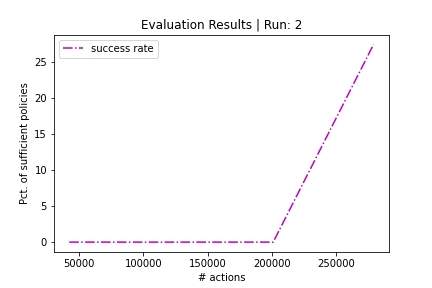 Evaluation Results | Run: 2
success rate
Pct. of sufficient policies
25
20
15
10
5
0
50000 100000 150000 200000 250000
# actions